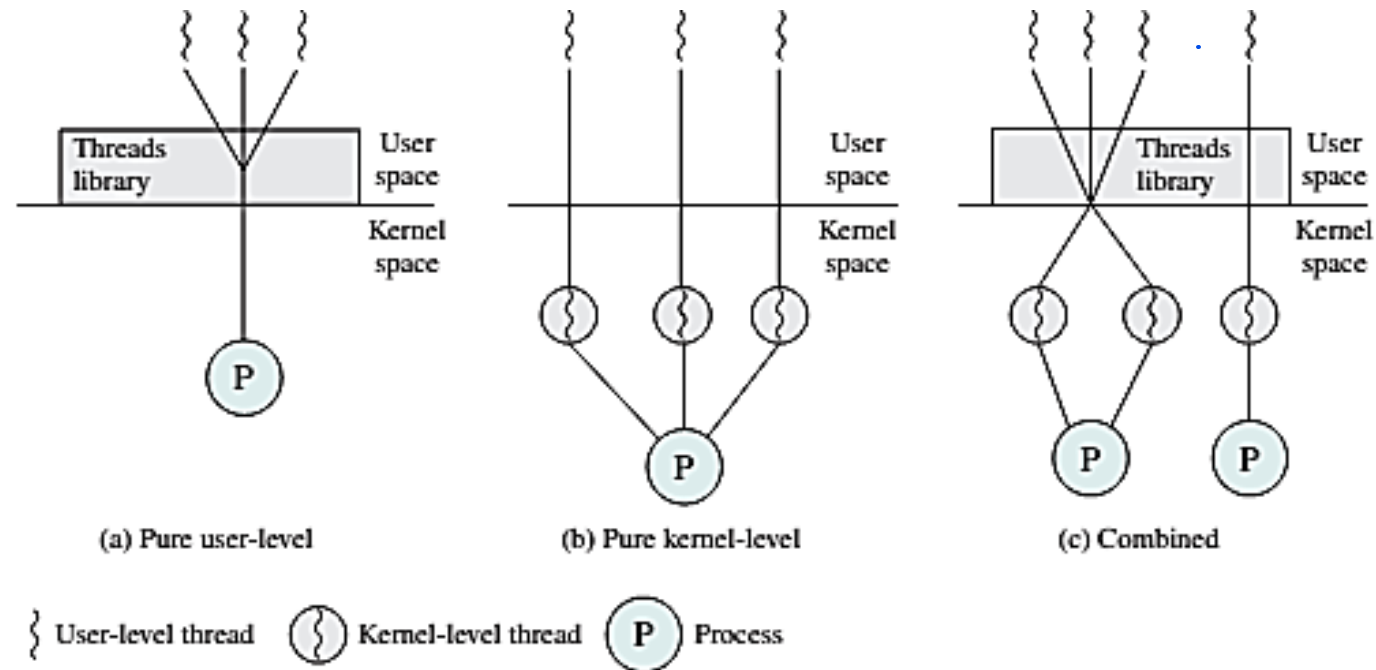 Threads
library
User
space
Kernel
space
P
(a) Pure user-level
User
space
Kernel
space
P
(b) Pure kernel-level
Threads
library
User
space
Kernel
space
P
P
(c) Combined
User-level thread
Kernel-level thread
P
Process